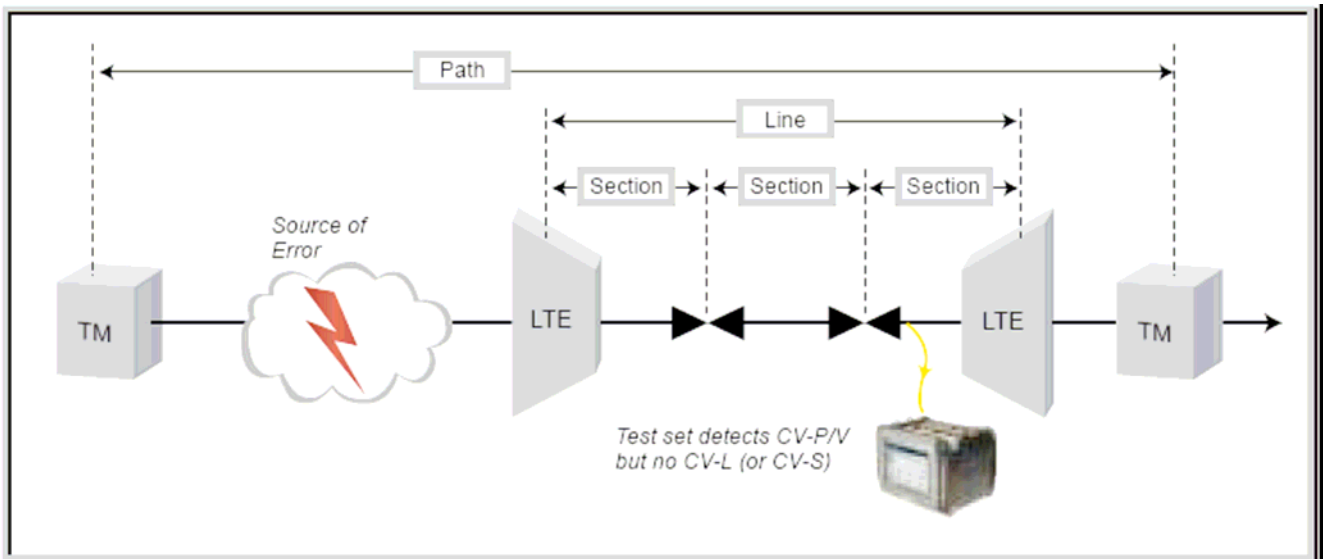 Path
Line
Section
Section
Section
Source of
Error
TM
LTE
LTE
TM
Test set detects CV-P/V
but no CV-L (or CV-S)